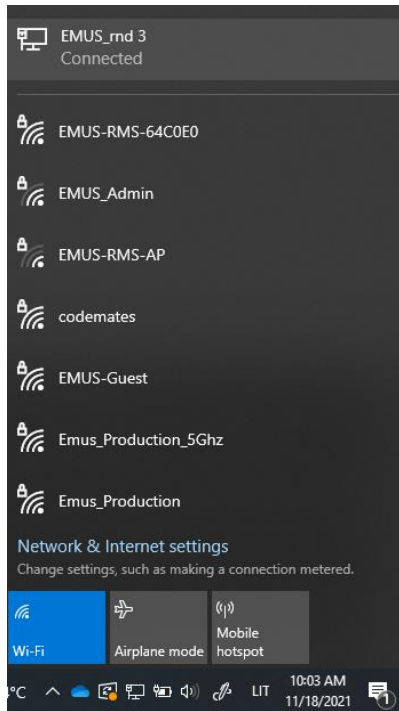 EMUS_rnd 3
Connected
EMUS-RMS-64C0E0
EMUS_Admin
EMUS-RMS-AP
codemates
EMUS-Guest
Emus_Production_5Ghz
Emus_Production
Network & Internet settings
Change settings, such as making a connection metered.
Wi-Fi
Airplane mode
Mobile
hotspot
°C
LIT
10:03 AM
11/18/2021
1